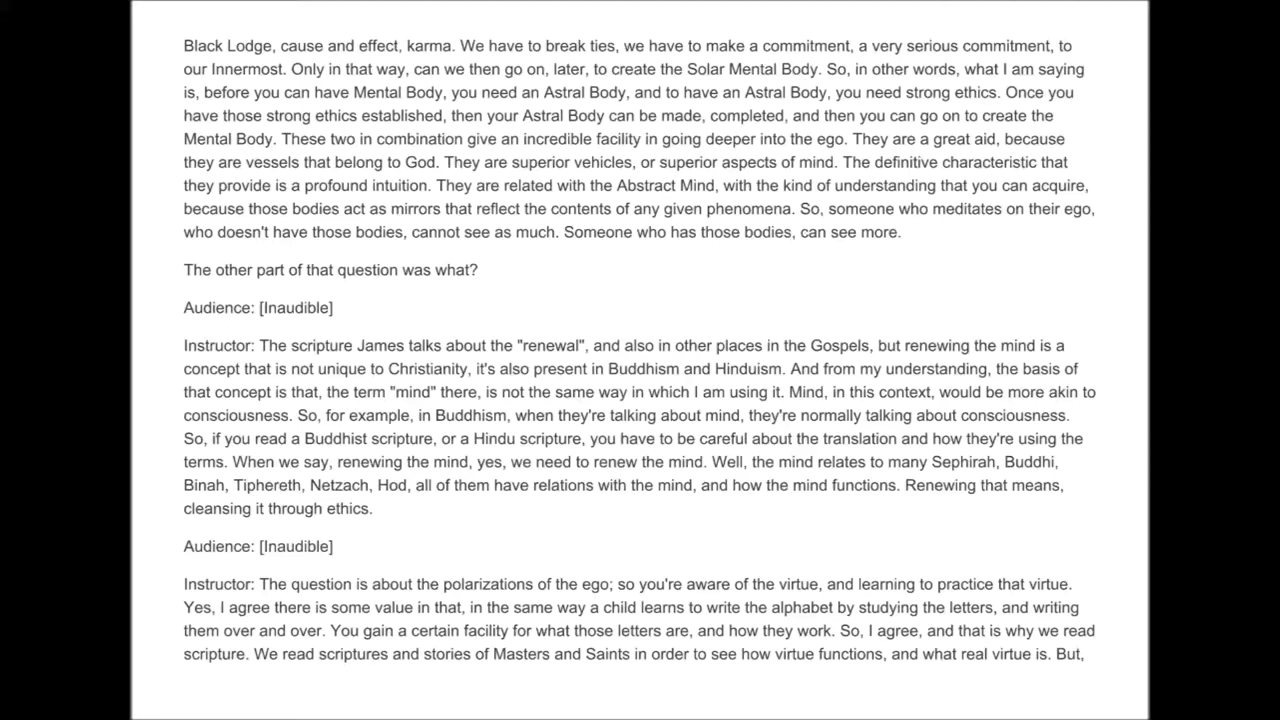 Black Lodge, cause and effect, karma. We have to break ties, we have to make a commitment, a very serious commitment, to
our Innermost. Only in that way, can we then go on, later, to create the Solar Mental Body. So, in other words, what I am saying
is, before you can have Mental Body, you need an Astral Body, and to have an Astral Body, you need strong ethics. Once you
have those strong ethics established, then your Astral Body can be made, completed, and then you can go on to create the
Mental Body. These two in combination give an incredible facility in going deeper into the ego. They are a great aid, because
they are vessels that belong to God. They are superior vehicles, or superior aspects of mind. The definitive characteristic that
they provide is a profound intuition. They are related with the Abstract Mind, with the kind of understanding that you can acquire,
because those bodies act as mirrors that reflect the contents of any given phenomena. So, someone who meditates on their ego,
who doesn't have those bodies, cannot see as much. Someone who has those bodies, can see more.
The other part of that question was what?
Audience: [Inaudible]
Instructor: The scripture James talks about the "renewal", and also in other places in the Gospels, but renewing the mind is a
concept that is not unique to Christianity, it's also present in Buddhism and Hinduism. And from my understanding, the basis of
that concept is that, the term "mind" there, is not the same way in which I am using it. Mind, in this context, would be more akin to
consciousness. So, for example, in Buddhism, when they're talking about mind, they're normally talking about consciousness.
So, if you read a Buddhist scripture, or a Hindu scripture, you have to be careful about the translation and how they're using the
terms. When we say, renewing the mind, yes, we need to renew the mind. Well, the mind relates to many Sephirah, Buddhi,
Binah, Tiphereth, Netzach, Hod, all of them have relations with the mind, and how the mind functions. Renewing that means,
cleansing it through ethics.
Audience: [Inaudible]
Instructor: The question is about the polarizations of the ego; so you're aware of the virtue, and learning to practice that virtue.
Yes, I agree there is some value in that, in the same way a child learns to write the alphabet by studying the letters, and writing
them over and over. You gain a certain facility for what those letters are, and how they work. So, I agree, and that is why we read
scripture. We read scriptures and stories of Masters and Saints in order to see how virtue functions, and what real virtue is. But,